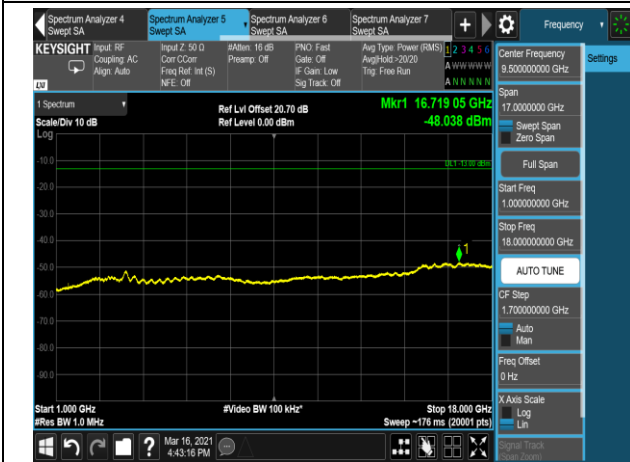 Spectrum Analyzer 4
Swept SA
Spectrum Analyzer 5
Swept SA
Spectrum Analyzer 6
Swept SA
Spectrum Analyzer 7
Swept SA
+
Frequency
KEYSIGHT
Input: RF
Coupling: AC
Align: Auto
Input Z: 50 Ω
Corr CCorr
Freq Ref: Int (S)
NFE: Off
#Atten: 16 dB
Preamp: Off
PNO: Fast
Gate: Off
IF Gain: Low
Sig Track: Off
Avg Type: Power (RMS)
Avg|Hold:>20/20
Trig: Free Run
1 2 3 4 5 6
A W W W W W
A N N N N N
LXI
1 Spectrum
Scale/Div 10 dB
Log
Ref Lvl Offset 20.70 dB
Ref Level 0.00 dBm
Mkr1 16.719 05 GHz
-48.038 dBm
DL1 -13.00 dBm
-10.0
-20.0
-30.0
-40.0
-50.0
-60.0
-70.0
-80.0
-90.0
1
Start 1.000 GHz
#Res BW 1.0 MHz
#Video BW 100 kHz*
Stop 18.000 GHz
Sweep ~176 ms (20001 pts)
Center Frequency
9.500000000 GHz
Settings
Span
17.0000000 GHz
Swept Span
Zero Span
Full Span
Start Freq
1.000000000 GHz
Stop Freq
18.000000000 GHz
AUTO TUNE
CF Step
1.700000000 GHz
Auto
Man
Freq Offset
0 Hz
X Axis Scale
Log
Lin
Signal Track
(Span Zoom)
?
Mar 16, 2021
4:43:16 PM